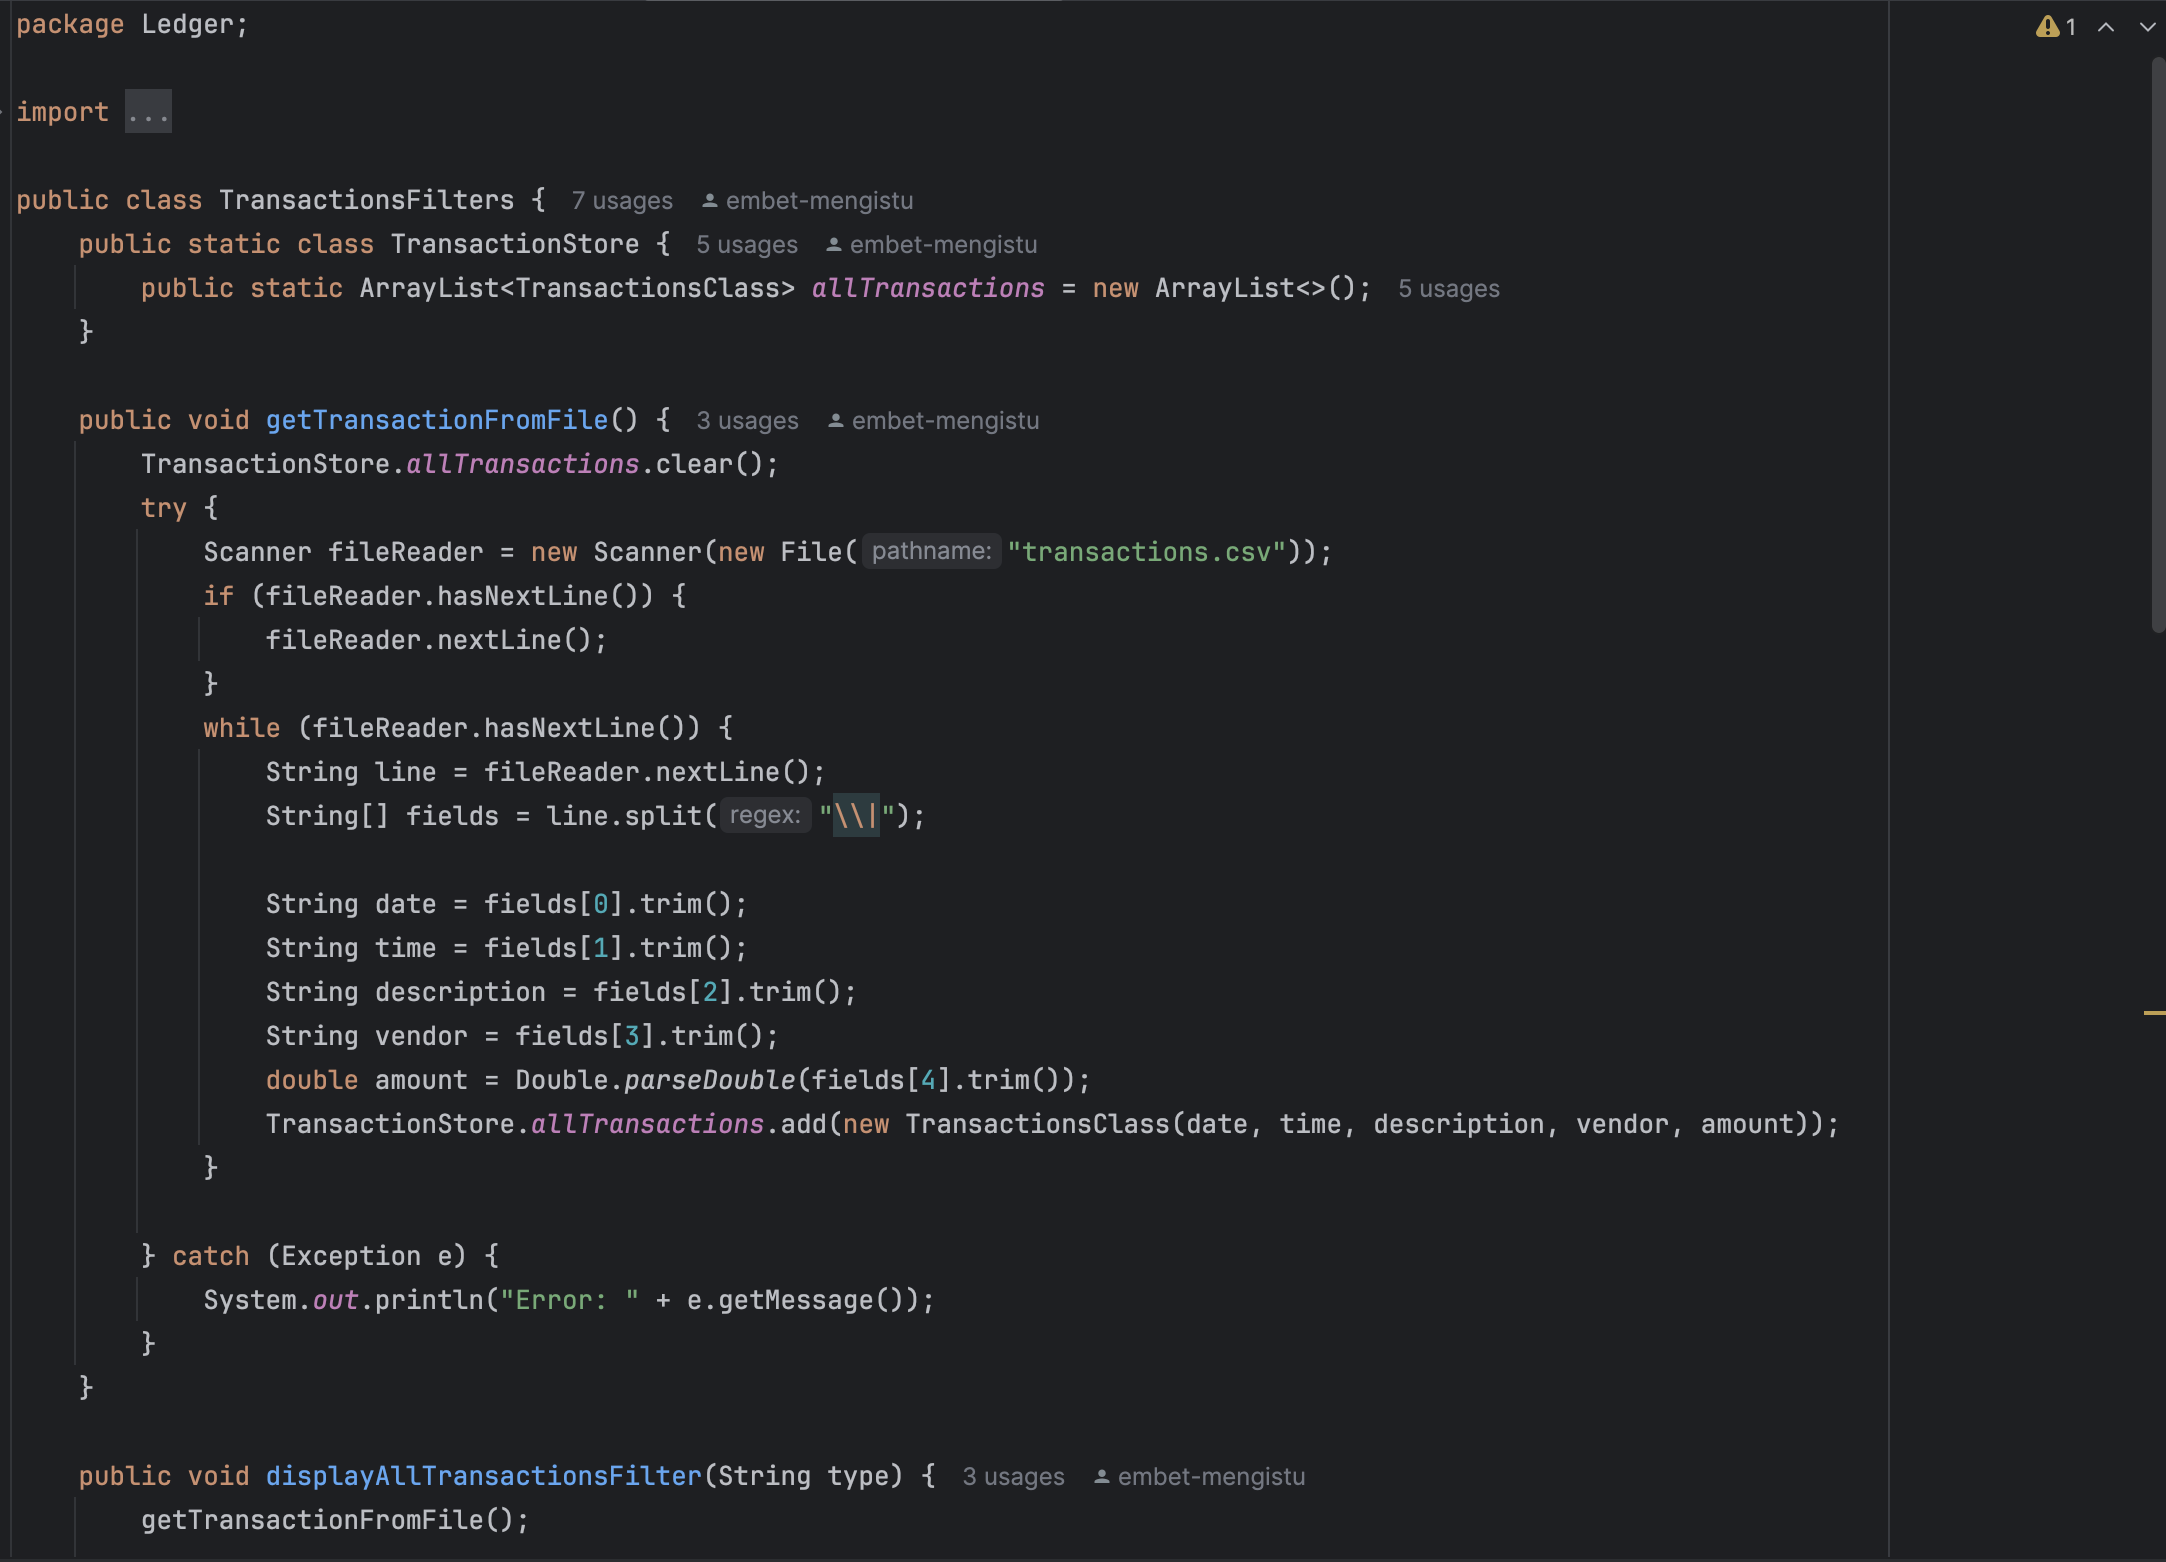 package Ledger;
1
import ...
public class TransactionsFilters { 7 usages embet-mengistu
public static class TransactionStore { 5 usages embet-mengistu
public static ArrayList<TransactionsClass> allTransactions = new ArrayList<>(); 5 usages
}
public void getTransactionFromFile() { 3 usages embet-mengistu
TransactionStore.allTransactions.clear();
try {
Scanner fileReader = new Scanner(new File( pathname: "transactions.csv"));
if (fileReader.hasNextLine()) {
fileReader.nextLine();
}
while (fileReader.hasNextLine()) {
String line = fileReader.nextLine();
String[] fields = line.split( regex: "\\|");
String date = fields[0].trim();
String time = fields[1].trim();
String description = fields[2].trim();
String vendor = fields[3].trim();
double amount = Double.parseDouble(fields[4].trim());
TransactionStore.allTransactions.add(new TransactionsClass(date, time, description, vendor, amount));
}
} catch (Exception e) {
System.out.println("Error: " + e.getMessage());
}
}
public void displayAllTransactionsFilter(String type) { 3 usages embet-mengistu
getTransactionFromFile();